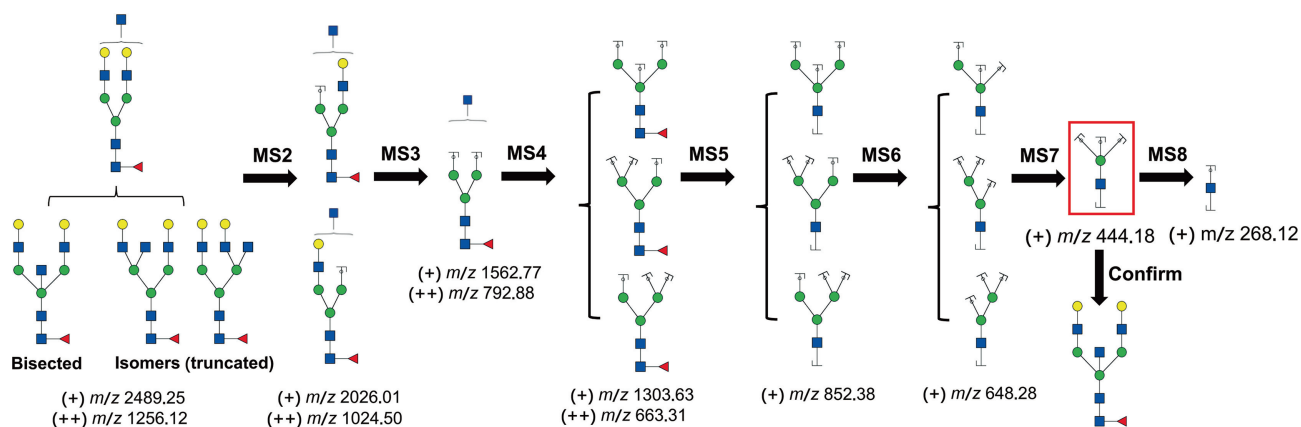 MS2
MS3
MS4
MS5
MS6
MS7
MS8
Bisected
Isomers (truncated)
(+) m/z 2489.25
(++) m/z 1256.12
(+) m/z 2026.01
(++) m/z 1024.50
(+) m/z 1562.77
(++) m/z 792.88
(+) m/z 1303.63
(++) m/z 663.31
(+) m/z 852.38
(+) m/z 648.28
(+) m/z 444.18
(+) m/z 268.12
Confirm